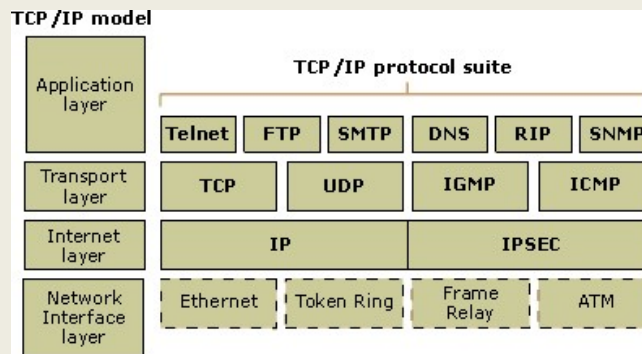 TCP/IP model
TCP/IP protocol suite
Application
layer
Telnet FTP SMTP DNS RIP SNMP
Transport
layer
TCP UDP IGMP ICMP
Internet
layer
IP IPSEC
Network
Interface
layer
Ethernet Token Ring Frame
Relay ATM